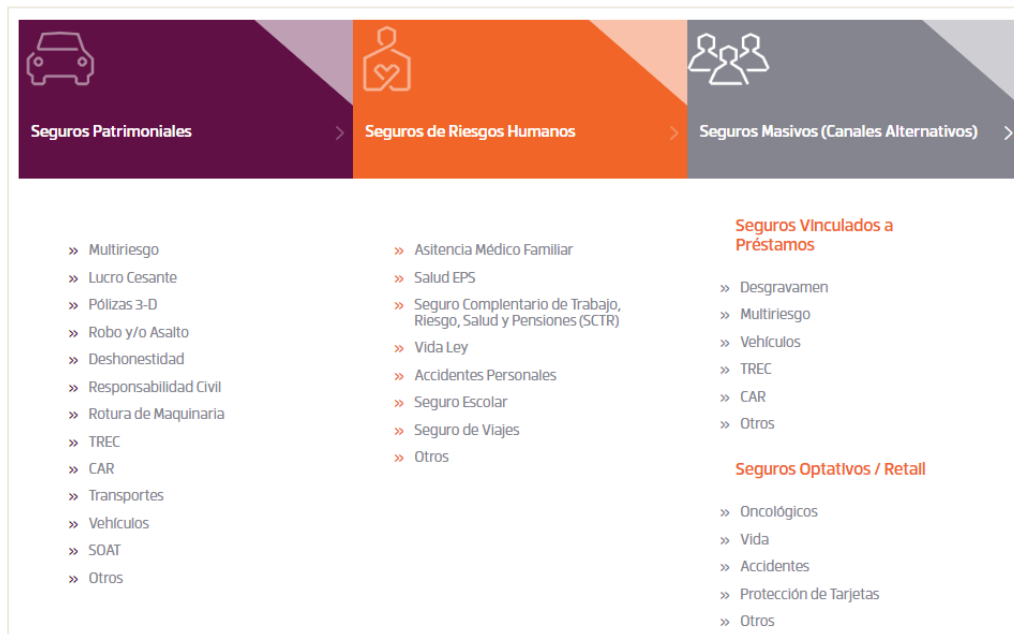 Seguros Patrimoniales
Seguros de Riesgos Humanos
Seguros Masivos (Canales Alternativos)
» Multiriesgo
» Lucro Cesante
» Pólizas 3-D
» Robo y/o Asalto
» Deshonestidad
» Responsabilidad Civil
» Rotura de Maquinaria
» TREC
» CAR
» Transportes
» Vehículos
» SOAT
» Otros
» Asitencia Médico Familiar
» Salud EPS
» Seguro Complentario de Trabajo,
Riesgo, Salud y Pensiones (SCTR)
» Vida Ley
» Accidentes Personales
» Seguro Escolar
» Seguro de Viajes
» Otros
Seguros Vinculados a
Préstamos
» Desgravamen
» Multiriesgo
» Vehículos
» TREC
» CAR
» Otros
Seguros Optativos / Retail
» Oncológicos
» Vida
» Accidentes
» Protección de Tarjetas
» Otros